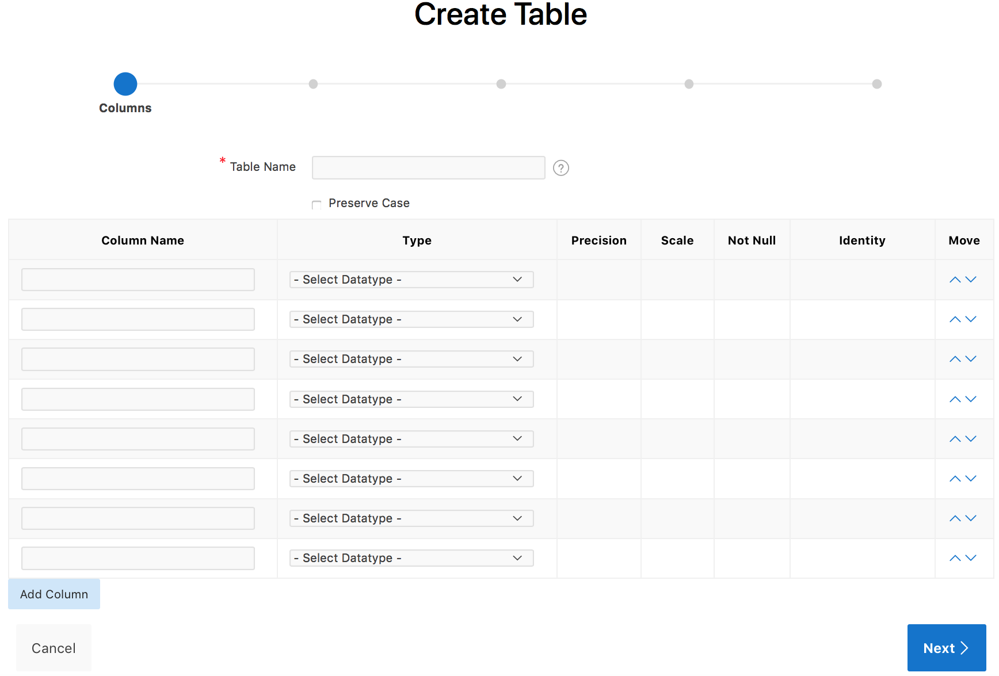 Create Table
Columns
* Table Name ?
Preserve Case
Column Name Type Precision Scale Not Null Identity Move
- Select Datatype -
- Select Datatype -
- Select Datatype -
- Select Datatype -
- Select Datatype -
- Select Datatype -
- Select Datatype -
- Select Datatype -
Add Column
Cancel Next